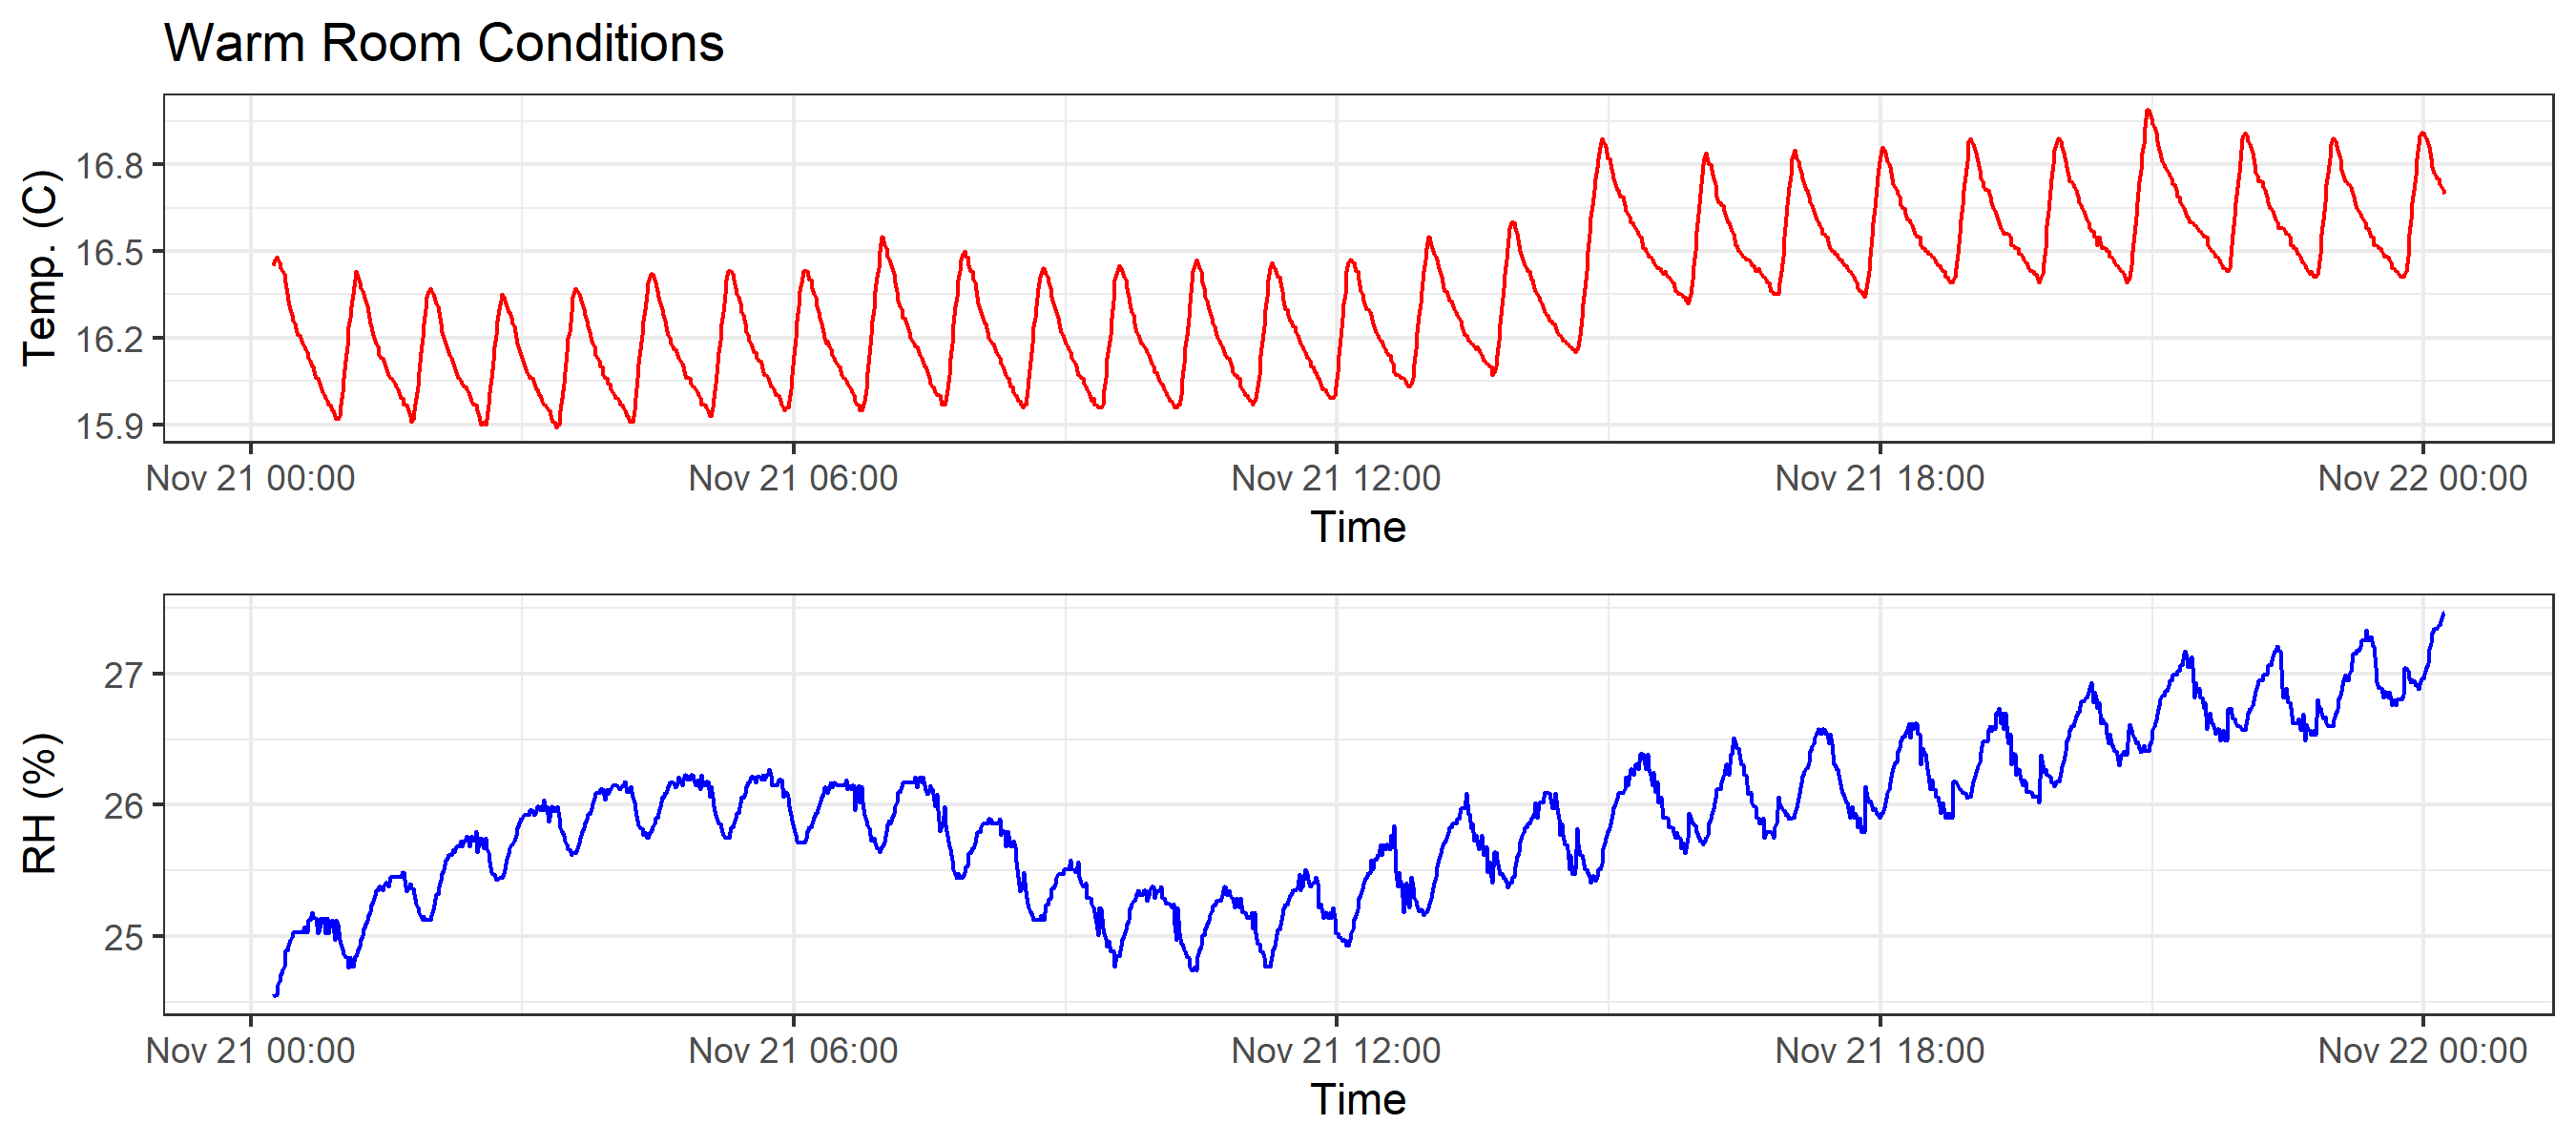 Warm Room Conditions
Temp. (C)
16.8
16.5
16.2
15.9
Nov 21 00:00 Nov 21 06:00 Nov 21 12:00 Nov 21 18:00 Nov 22 00:00
Time
RH (%)
27
26
25
Nov 21 00:00 Nov 21 06:00 Nov 21 12:00 Nov 21 18:00 Nov 22 00:00
Time